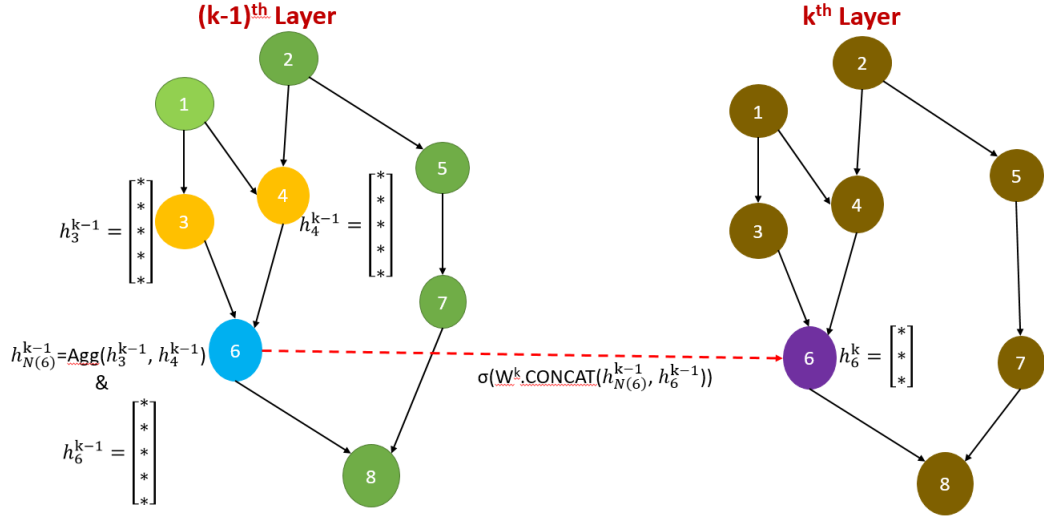 (k-1)th Layer
kth Layer
2
1
4
5
3
h₃ᵏ⁻¹ = [* * * * *]
h₄ᵏ⁻¹ = [* * * * *]
7
6
h_N(6)ᵏ⁻¹=Agg(h₃ᵏ⁻¹, h₄ᵏ⁻¹)
&
h₆ᵏ⁻¹ = [* * * * *]
8
σ(Wᵏ.CONCAT(h_N(6)ᵏ⁻¹, h₆ᵏ⁻¹))
2
1
5
4
3
6
h₆ᵏ = [* * *]
7
8